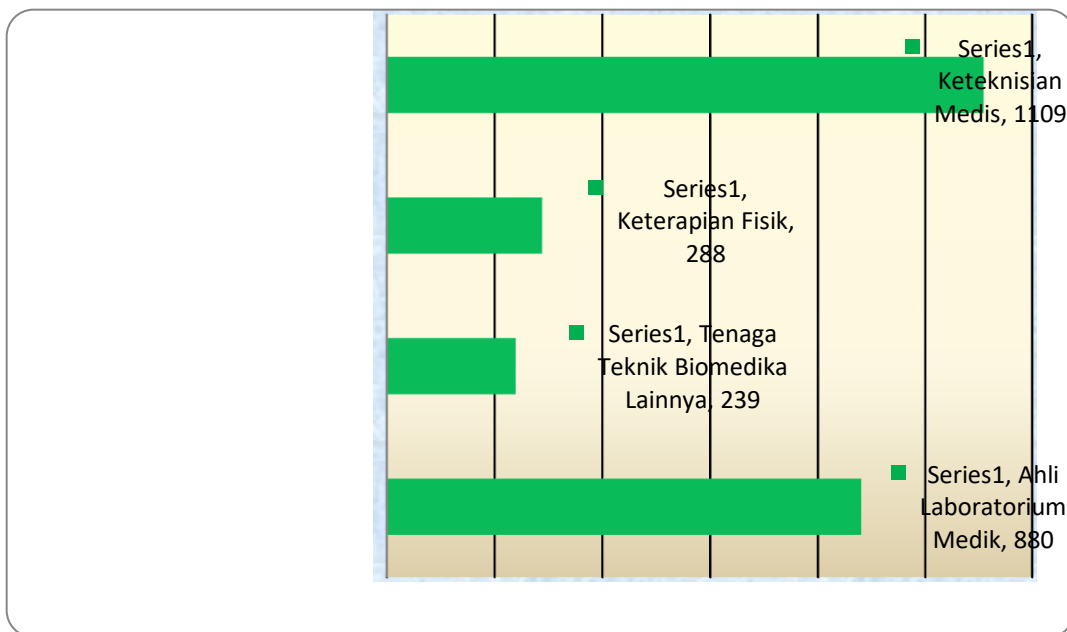 Series1,
Keteknisian
Medis, 1109
Series1,
Keterapian Fisik,
288
Series1, Tenaga
Teknik Biomedika
Lainnya, 239
Series1, Ahli
Laboratorium
Medik, 880